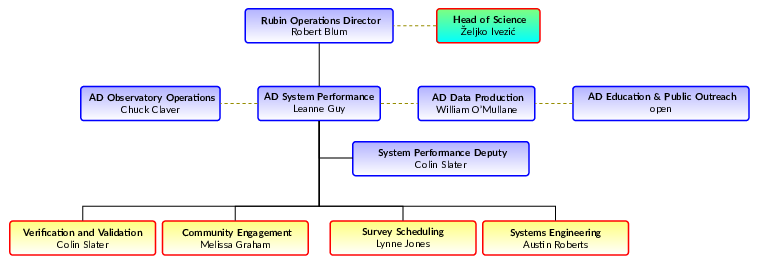 Rubin Operations Director
Robert Blum
Head of Science
Željko Ivezić
AD Observatory Operations
Chuck Claver
AD System Performance
Leanne Guy
AD Data Production
William O'Mullane
AD Education & Public Outreach
open
System Performance Deputy
Colin Slater
Verification and Validation
Colin Slater
Community Engagement
Melissa Graham
Survey Scheduling
Lynne Jones
Systems Engineering
Austin Roberts